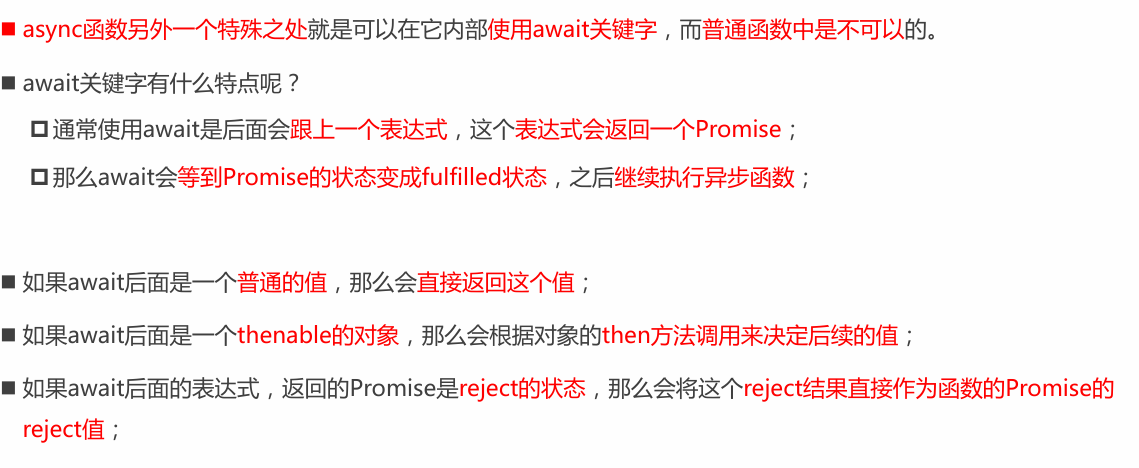 async函数另外一个特殊之处就是可以在它内部使用await关键字，而普通函数中是不可以的。
await关键字有什么特点呢？
通常使用await是后面会跟上一个表达式，这个表达式会返回一个Promise；
那么await会等到Promise的状态变成fulfilled状态，之后继续执行异步函数；
如果await后面是一个普通的值，那么会直接返回这个值；
如果await后面是一个thenable的对象，那么会根据对象的then方法调用来决定后续的值；
如果await后面的表达式，返回的Promise是reject的状态，那么会将这个reject结果直接作为函数的Promise的
reject值；